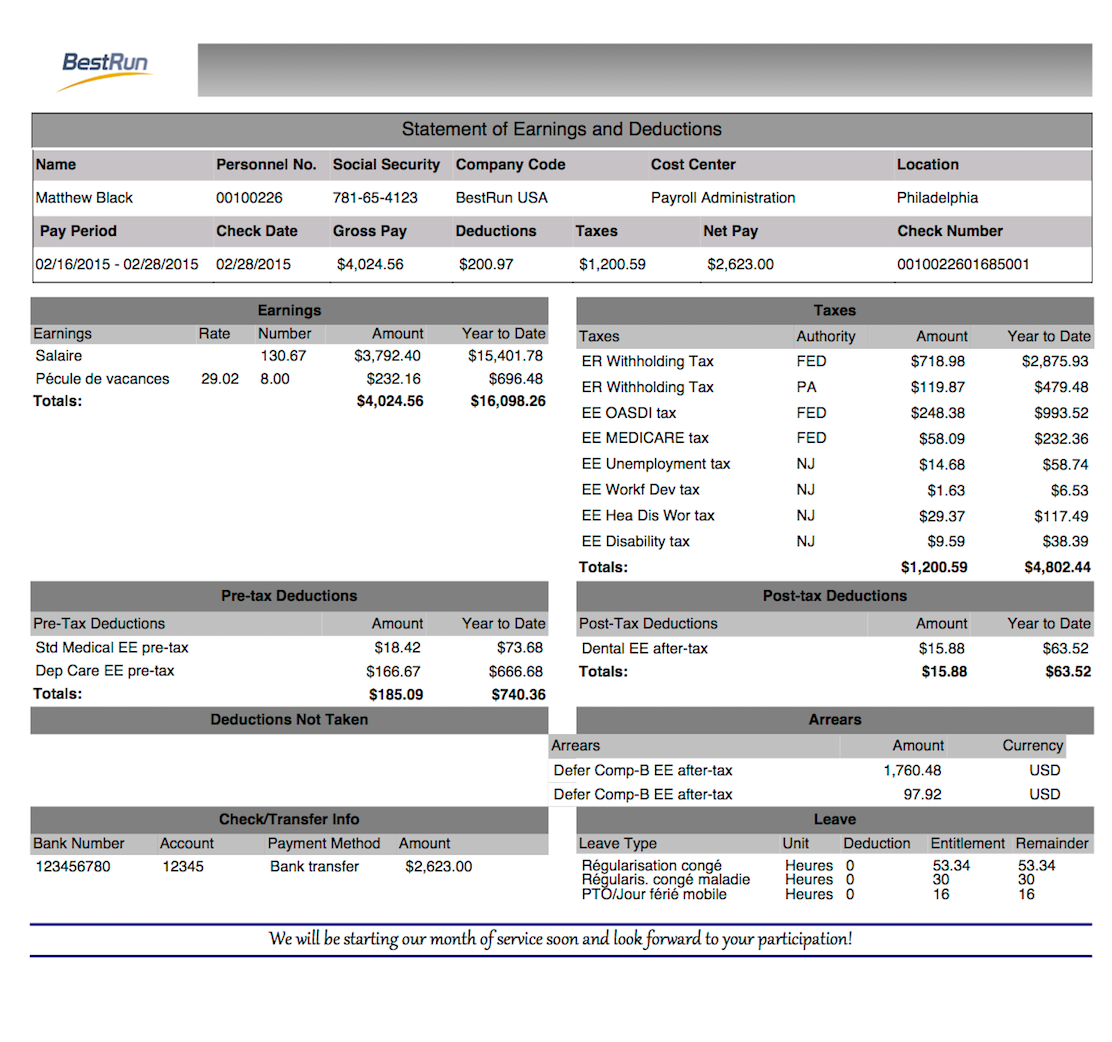 BestRun
Statement of Earnings and Deductions
Name Personnel No. Social Security Company Code Cost Center Location
Matthew Black 00100226 781-65-4123 BestRun USA Payroll Administration Philadelphia
Pay Period Check Date Gross Pay Deductions Taxes Net Pay Check Number
02/16/2015 - 02/28/2015 02/28/2015 $4,024.56 $200.97 $1,200.59 $2,623.00 0010022601685001
Earnings
Earnings Rate Number Amount Year to Date
Salaire 130.67 $3,792.40 $15,401.78
Pécule de vacances 29.02 8.00 $232.16 $696.48
Totals: $4,024.56 $16,098.26
Taxes
Taxes Authority Amount Year to Date
ER Withholding Tax FED $718.98 $2,875.93
ER Withholding Tax PA $119.87 $479.48
EE OASDI tax FED $248.38 $993.52
EE MEDICARE tax FED $58.09 $232.36
EE Unemployment tax NJ $14.68 $58.74
EE Workf Dev tax NJ $1.63 $6.53
EE Hea Dis Wor tax NJ $29.37 $117.49
EE Disability tax NJ $9.59 $38.39
Totals: $1,200.59 $4,802.44
Pre-tax Deductions
Pre-Tax Deductions Amount Year to Date
Std Medical EE pre-tax $18.42 $73.68
Dep Care EE pre-tax $166.67 $666.68
Totals: $185.09 $740.36
Post-tax Deductions
Post-Tax Deductions Amount Year to Date
Dental EE after-tax $15.88 $63.52
Totals: $15.88 $63.52
Deductions Not Taken
Arrears
Arrears Amount Currency
Defer Comp-B EE after-tax 1,760.48 USD
Defer Comp-B EE after-tax 97.92 USD
Check/Transfer Info
Bank Number Account Payment Method Amount
123456780 12345 Bank transfer $2,623.00
Leave
Leave Type Unit Deduction Entitlement Remainder
Régularisation congé Heures 0 53.34 53.34
Régularis. congé maladie Heures 0 30 30
PTO/Jour férié mobile Heures 0 16 16
We will be starting our month of service soon and look forward to your participation!